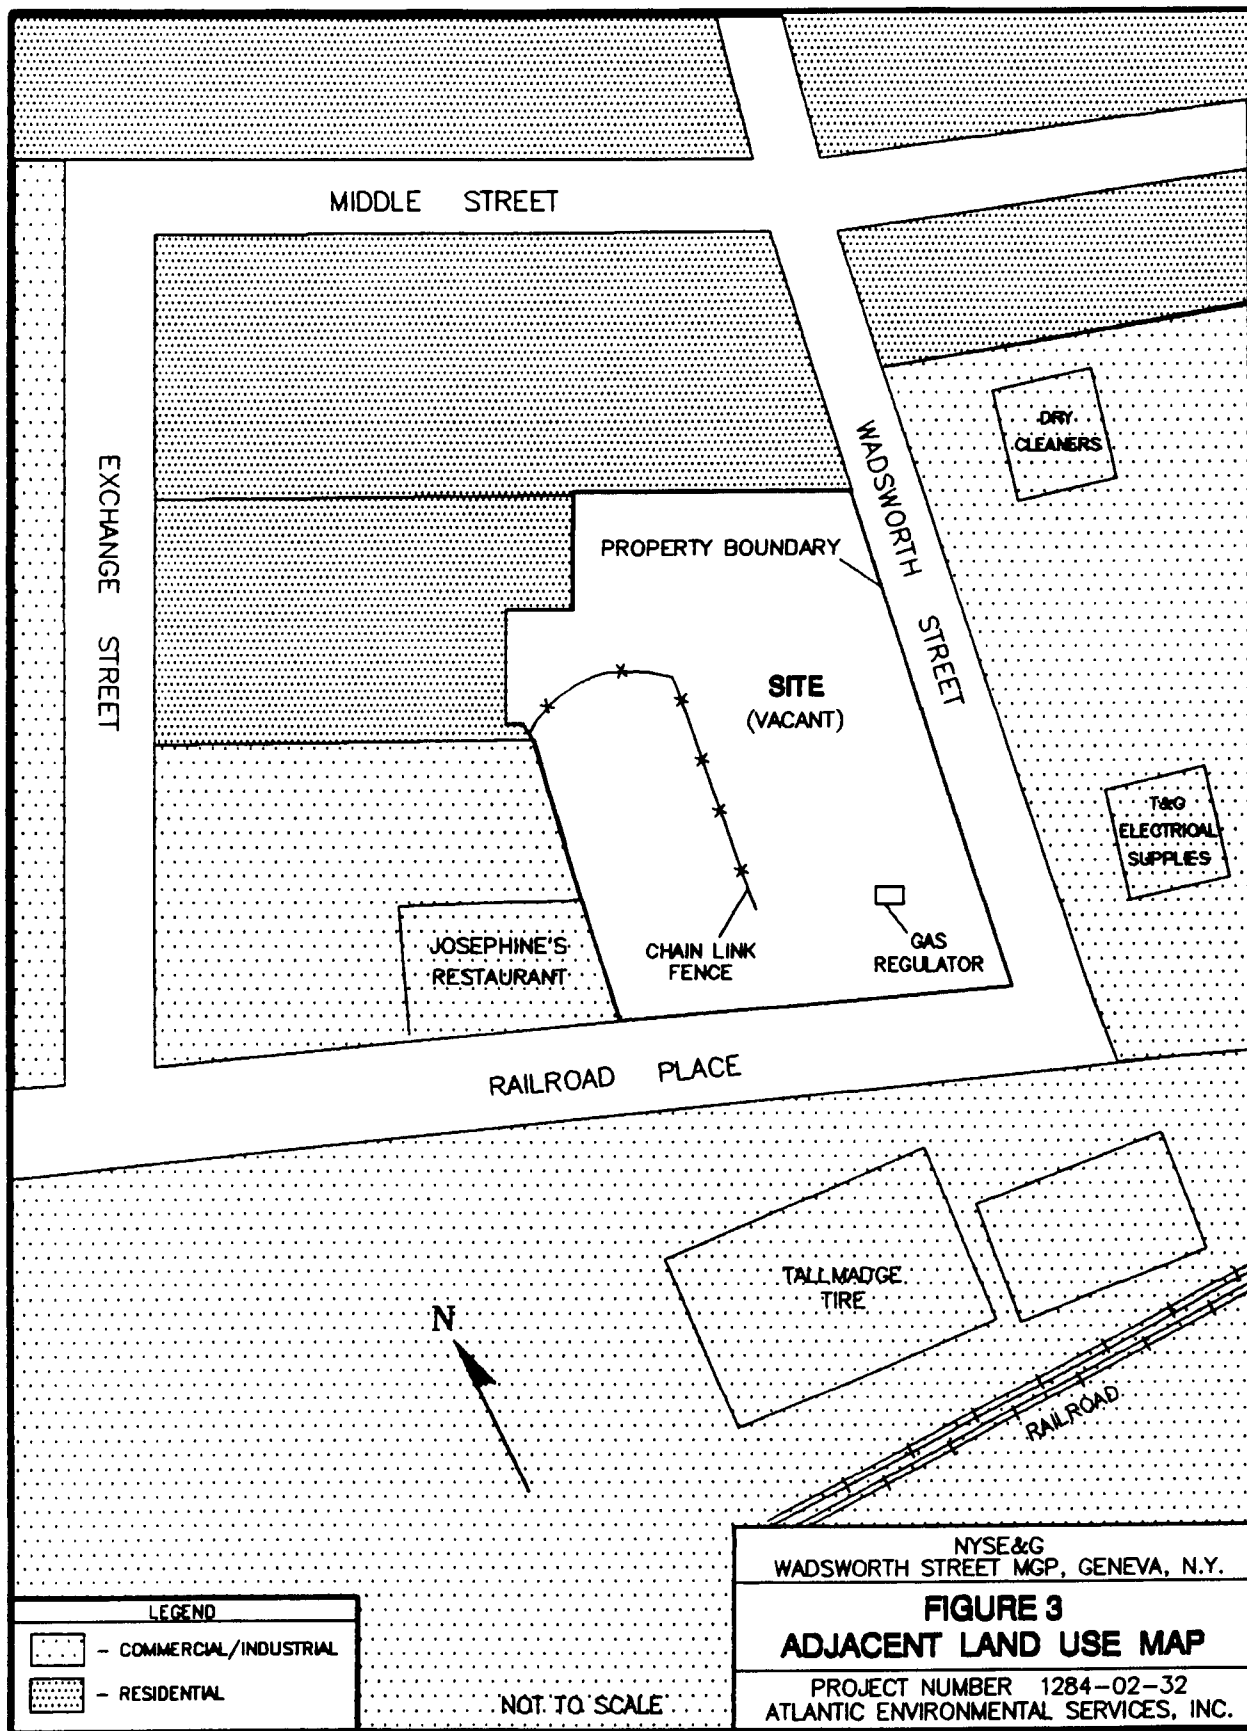 MIDDLE STREET
DRY
CLEANERS
WADSWORTH STREET
EXCHANGE STREET
PROPERTY BOUNDARY
SITE
(VACANT)
T&G
ELECTRICAL
SUPPLIES
JOSEPHINE'S
RESTAURANT
CHAIN LINK
FENCE
GAS
REGULATOR
RAILROAD PLACE
TALLMADGE
TIRE
N
RAILROAD
NYSE&G
WADSWORTH STREET MGP, GENEVA, N.Y.
FIGURE 3
ADJACENT LAND USE MAP
PROJECT NUMBER 1284-02-32
ATLANTIC ENVIRONMENTAL SERVICES, INC.
LEGEND
- COMMERCIAL/INDUSTRIAL
- RESIDENTIAL
NOT TO SCALE